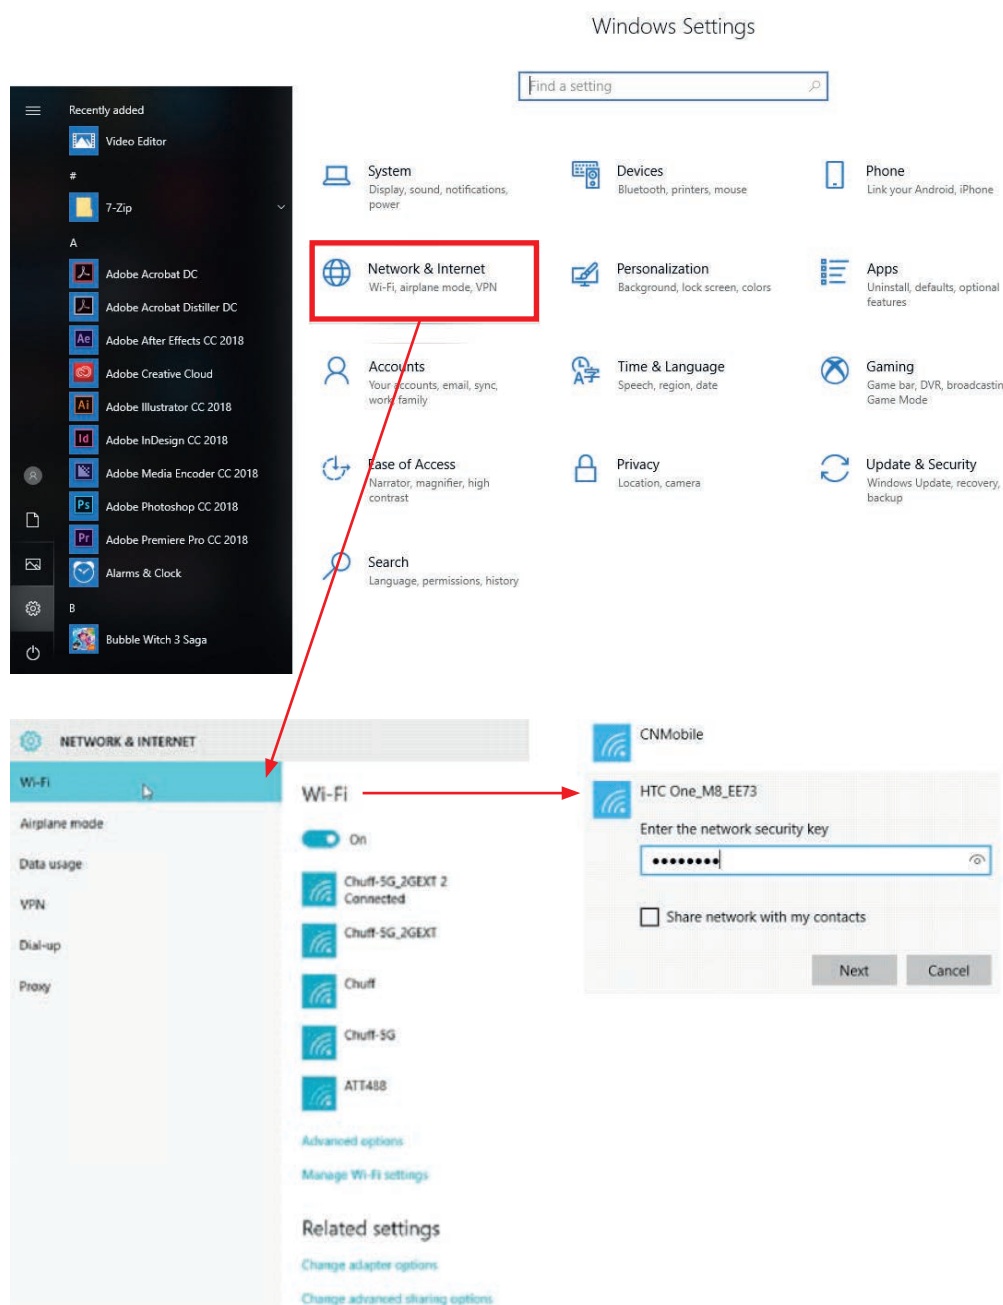 Windows Settings
Find a setting
Recently added
Video Editor
#
7-Zip
A
Adobe Acrobat DC
Adobe Acrobat Distiller DC
Ae
Adobe After Effects CC 2018
Adobe Creative Cloud
Ai
Adobe Illustrator CC 2018
Id
Adobe InDesign CC 2018
Adobe Media Encoder CC 2018
Ps
Adobe Photoshop CC 2018
Pr
Adobe Premiere Pro CC 2018
Alarms & Clock
B
Bubble Witch 3 Saga
System
Display, sound, notifications,
power
Devices
Bluetooth, printers, mouse
Phone
Link your Android, iPhone
Network & Internet
Wi-Fi, airplane mode, VPN
Personalization
Background, lock screen, colors
Apps
Uninstall, defaults, optional
features
Accounts
Your accounts, email, sync,
work, family
A字
Time & Language
Speech, region, date
Gaming
Game bar, DVR, broadcastin
Game Mode
Ease of Access
Narrator, magnifier, high
contrast
Privacy
Location, camera
Update & Security
Windows Update, recovery,
backup
Search
Language, permissions, history
NETWORK & INTERNET
Wi-Fi
Airplane mode
Data usage
VPN
Dial-up
Proxy
Wi-Fi
On
Chuff-5G_2GEXT 2
Connected
Chuff-5G_2GEXT
Chuff
Chuff-5G
ATT488
Advanced options
Manage Wi-Fi settings
Related settings
Change adapter options
Change advanced sharing options
CNMobile
HTC One_M8_EE73
Enter the network security key
••••••••
Share network with my contacts
Next
Cancel